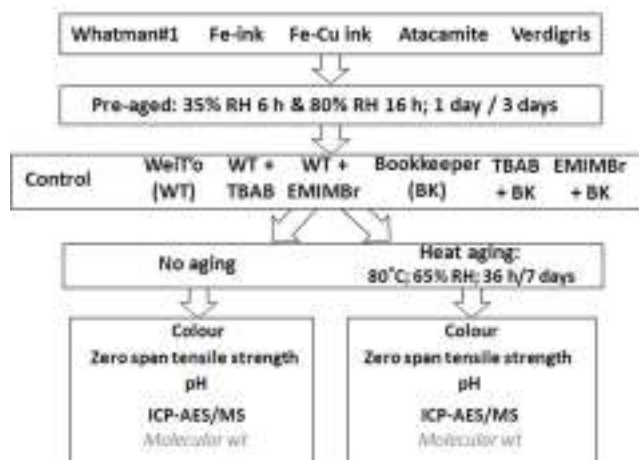 Whatman#1 Fe-ink Fe-Cu ink Atacamite Verdigris
Pre-aged: 35% RH 6 h & 80% RH 16 h; 1 day / 3 days
Control
WeiT'o WT + WT + Bookkeeper TBAB EMIMBr
(WT) TBAB EMIMBr (BK) + BK + BK
No aging
Heat aging:
80°C; 65% RH; 36 h/7 days
Colour
Zero span tensile strength
pH
ICP-AES/MS
Molecular wt
Colour
Zero span tensile strength
pH
ICP-AES/MS
Molecular wt